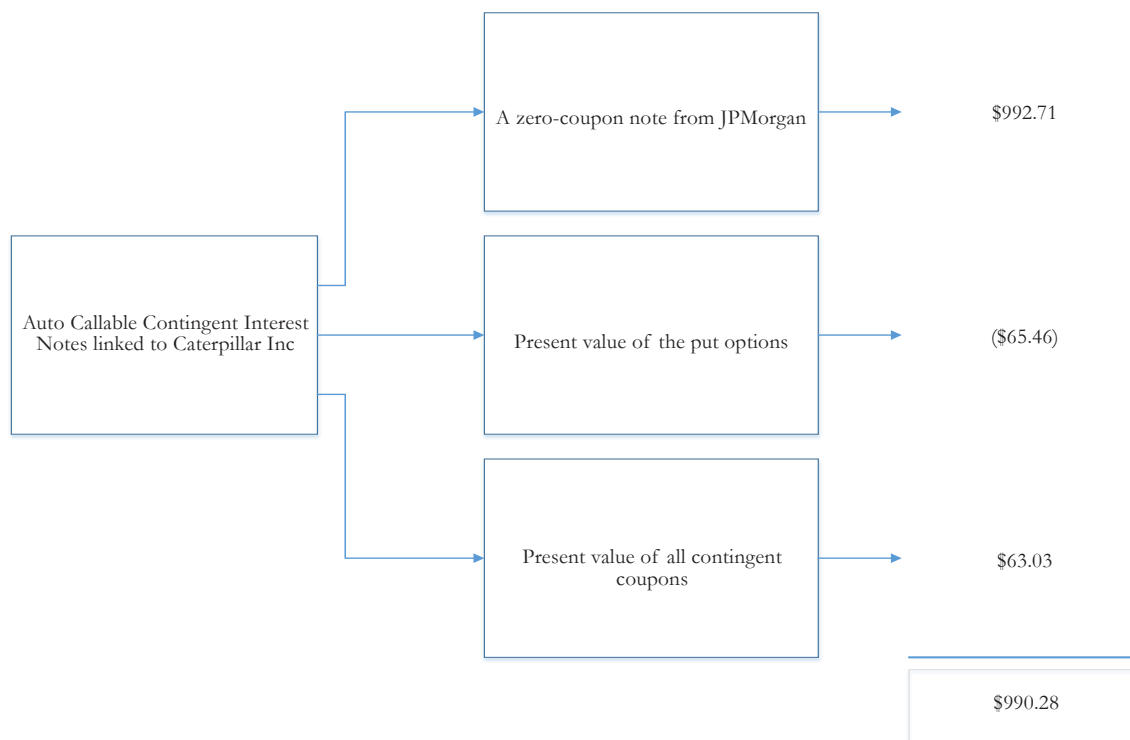 A zero-coupon note from JPMorgan
$992.71
Auto Callable Contingent Interest
Notes linked to Caterpillar Inc
Present value of the put options
($65.46)
Present value of all contingent
coupons
$63.03
$990.28